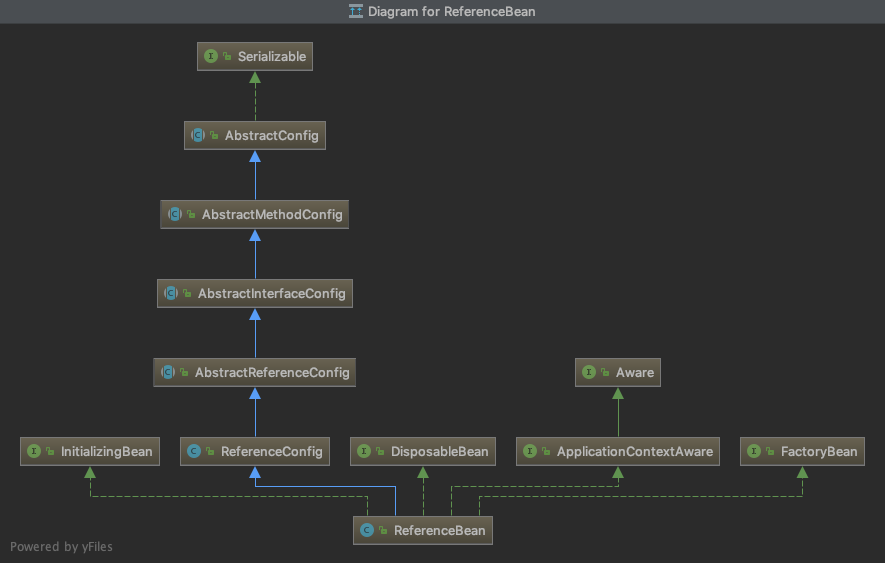 Diagram for ReferenceBean
Serializable
AbstractConfig
AbstractMethodConfig
AbstractInterfaceConfig
AbstractReferenceConfig
Aware
InitializingBean
ReferenceConfig
DisposableBean
ApplicationContextAware
FactoryBean
ReferenceBean
Powered by yFiles